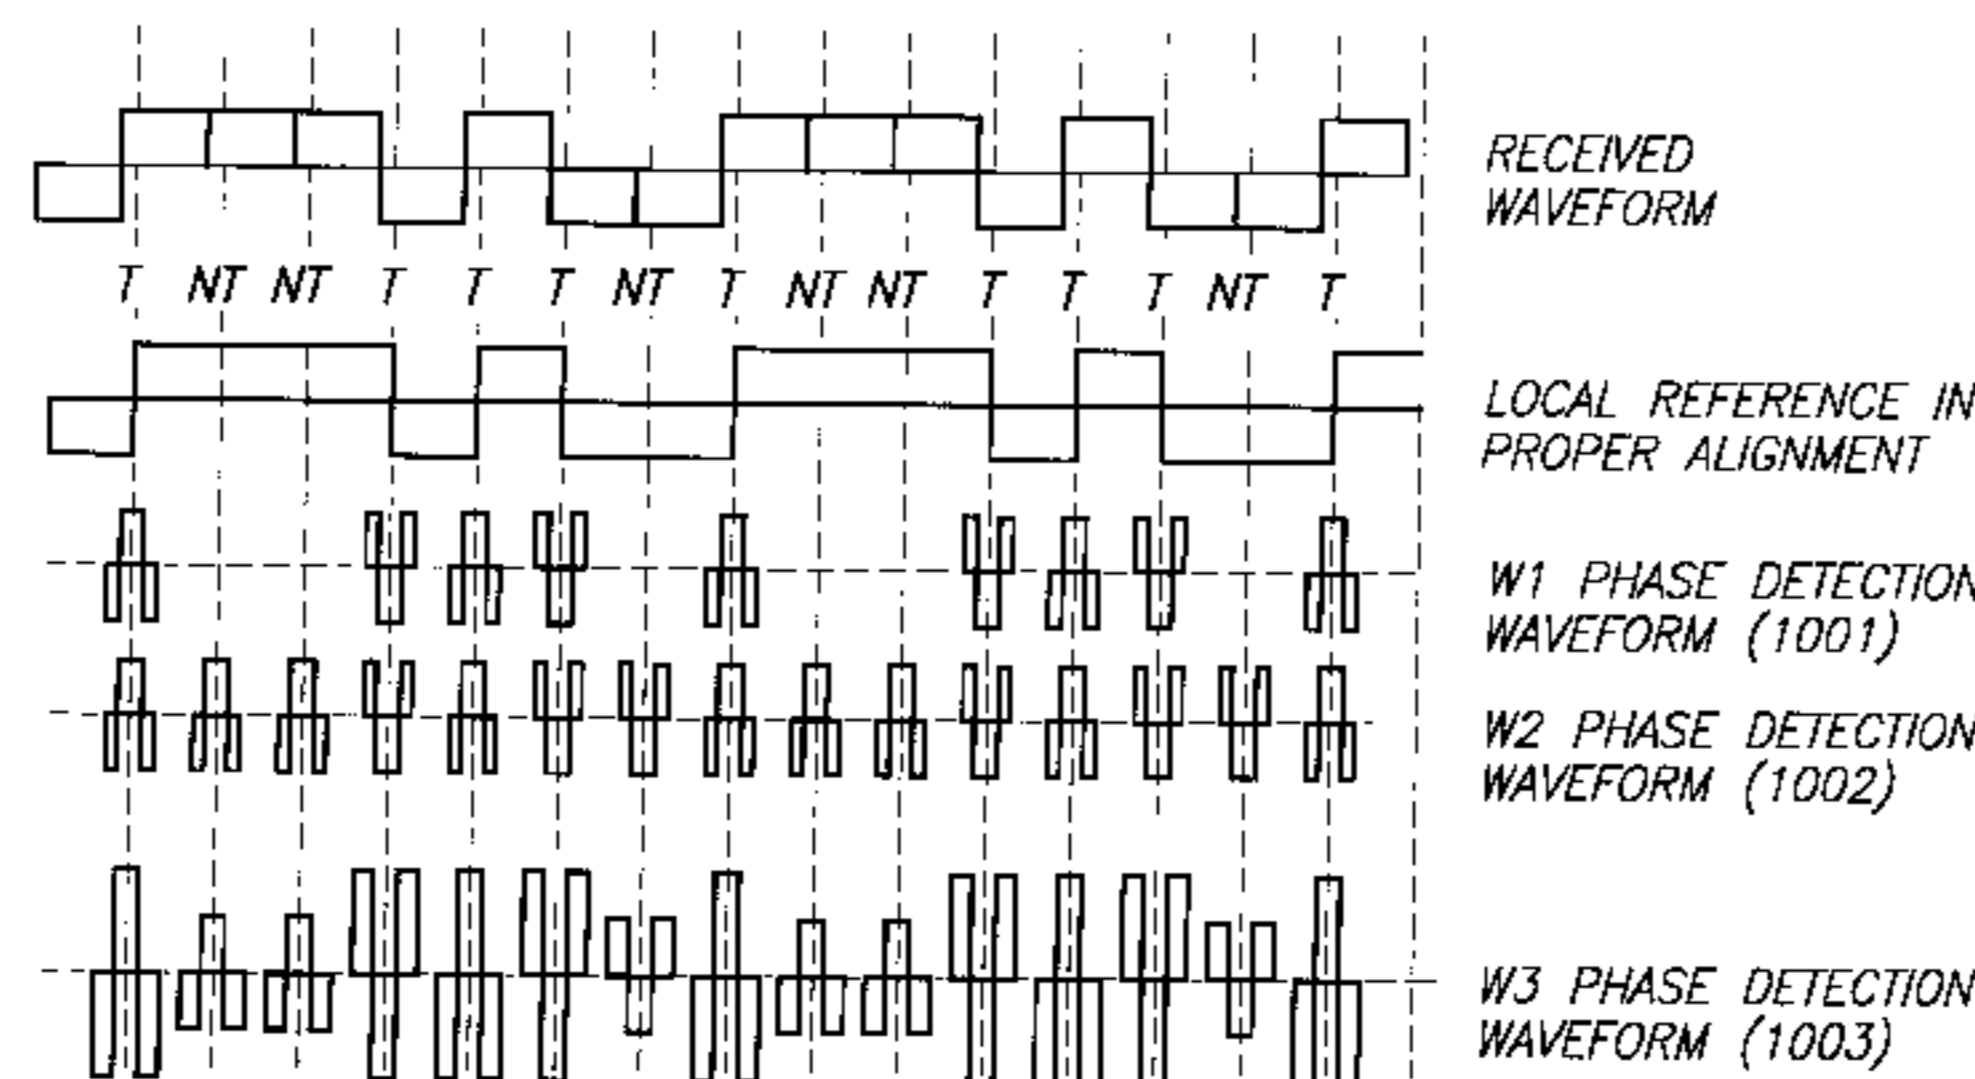 RECEIVED
WAVEFORM
T NT NT T T T NT T NT NT T T T NT T
LOCAL REFERENCE IN
PROPER ALIGNMENT
W1 PHASE DETECTION
WAVEFORM (1001)
W2 PHASE DETECTION
WAVEFORM (1002)
W3 PHASE DETECTION
WAVEFORM (1003)